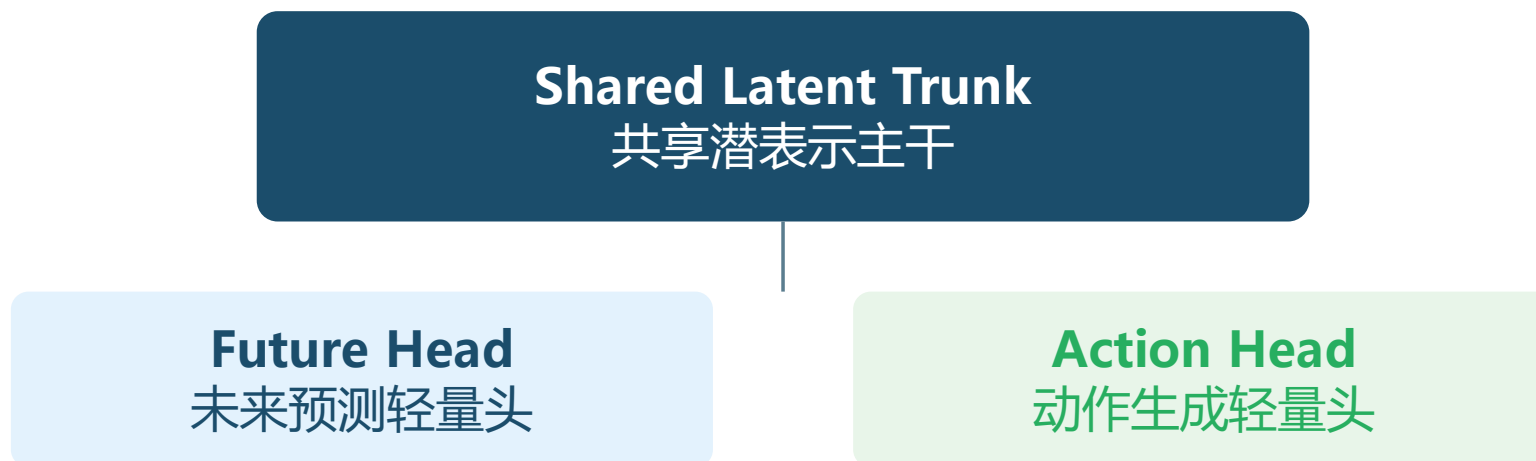 Shared Latent Trunk
共享潜表示主干
Future Head
未来预测轻量头
Action Head
动作生成轻量头